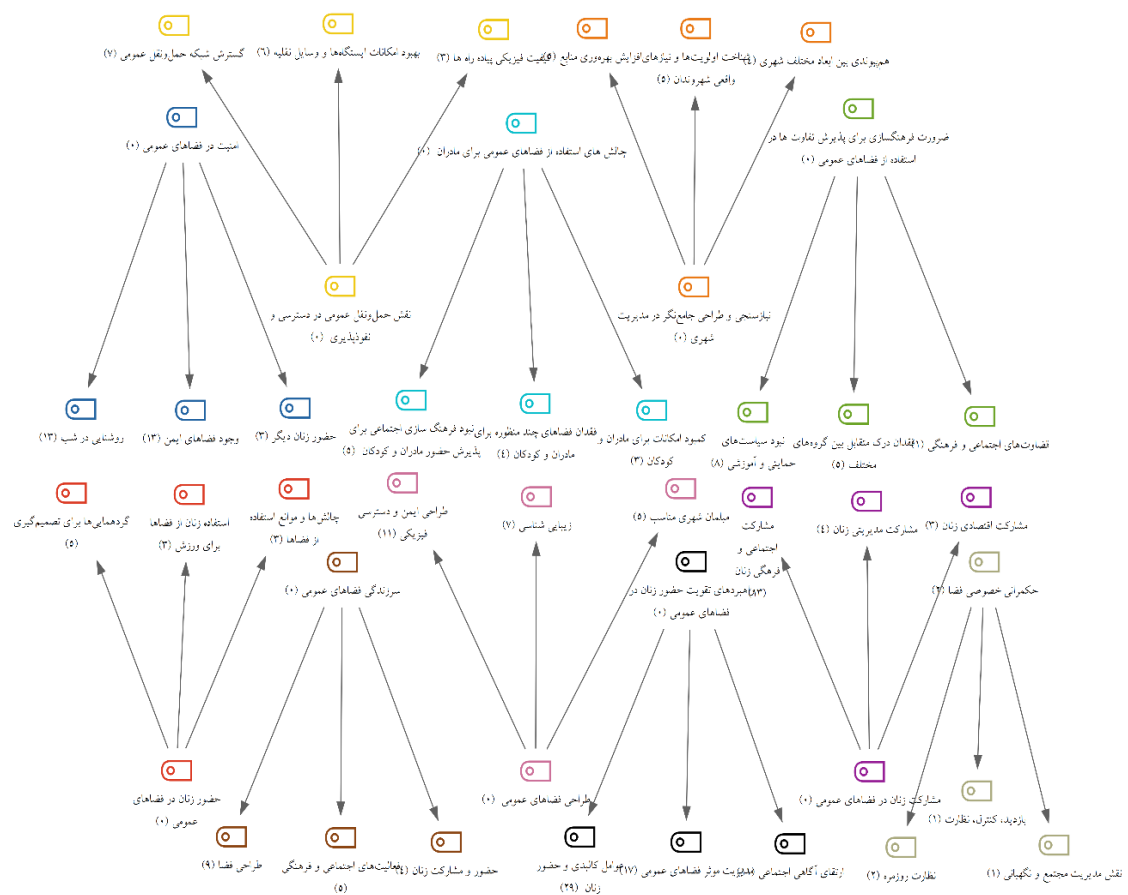 هم‌پیوندی بین ابعاد مختلف شهری (۴)
شناخت اولویت‌ها و نیازهای
واقعی شهروندان (۵)
افزایش بهره‌وری منابع
کیفیت فیزیکی پیاده راه ها (۳)
بهبود امکانات ایستگاه‌ها و وسایل نقلیه (۶)
گسترش شبکه حمل‌ونقل عمومی (۷)
ضرورت فرهنگسازی برای پذیرش تفاوت ها در
استفاده از فضاهای عمومی (۰)
چالش های استفاده از فضاهای عمومی برای مادران (۰)
امنیت در فضاهای عمومی (۰)
نیازسنجی و طراحی جامع‌نگر در مدیریت
شهری (۰)
نقش حمل‌ونقل عمومی در دسترسی و
نفوذپذیری (۰)
قضاوت‌های اجتماعی و فرهنگی (۱)
فقدان درک متقابل بین گروه‌های
مختلف (۵)
نبود سیاست‌های
حمایتی و آموزشی (۸)
کمبود امکانات برای مادران و
کودکان (۳)
فقدان فضاهای چند منظوره برای
مادران و کودکان (۴)
نبود فرهنگ سازی اجتماعی برای
پذیرش حضور مادران و کودکان (۵)
حضور زنان دیگر (۳)
وجود فضاهای ایمن (۱۳)
روشنایی در شب (۱۳)
مشارکت اقتصادی زنان (۳)
مشارکت مدیریتی زنان (۴)
مشارکت
اجتماعی و
فرهنگی زنان
مبلمان شهری مناسب (۵)
زیبایی شناسی (۷)
طراحی ایمن و دسترسی
فیزیکی (۱۱)
چالش‌ها و موانع استفاده
از فضاها (۳)
استفاده زنان از فضاها
برای ورزش (۳)
گردهمایی‌ها برای تصمیم‌گیری
(۵)
حکمرانی خصوصی فضا (۲)
راهبردهای تقویت حضور زنان در
فضاهای عمومی (۰)
سرزندگی فضاهای عمومی (۰)
مشارکت زنان در فضاهای عمومی (۰)
طراحی فضاهای عمومی (۰)
حضور زنان در فضاهای
عمومی (۰)
بازدید، کنترل، نظارت (۱)
نقش مدیریت مجتمع و نگهبانی (۱)
نظارت روزمره (۲)
ارتقای آگاهی اجتماعی
مدیریت موثر فضاهای عمومی (۱۷)
عوامل کالبدی و حضور
زنان (۲۹)
حضور و مشارکت زنان (۴)
فعالیت‌های اجتماعی و فرهنگی
(۵)
طراحی فضا (۹)